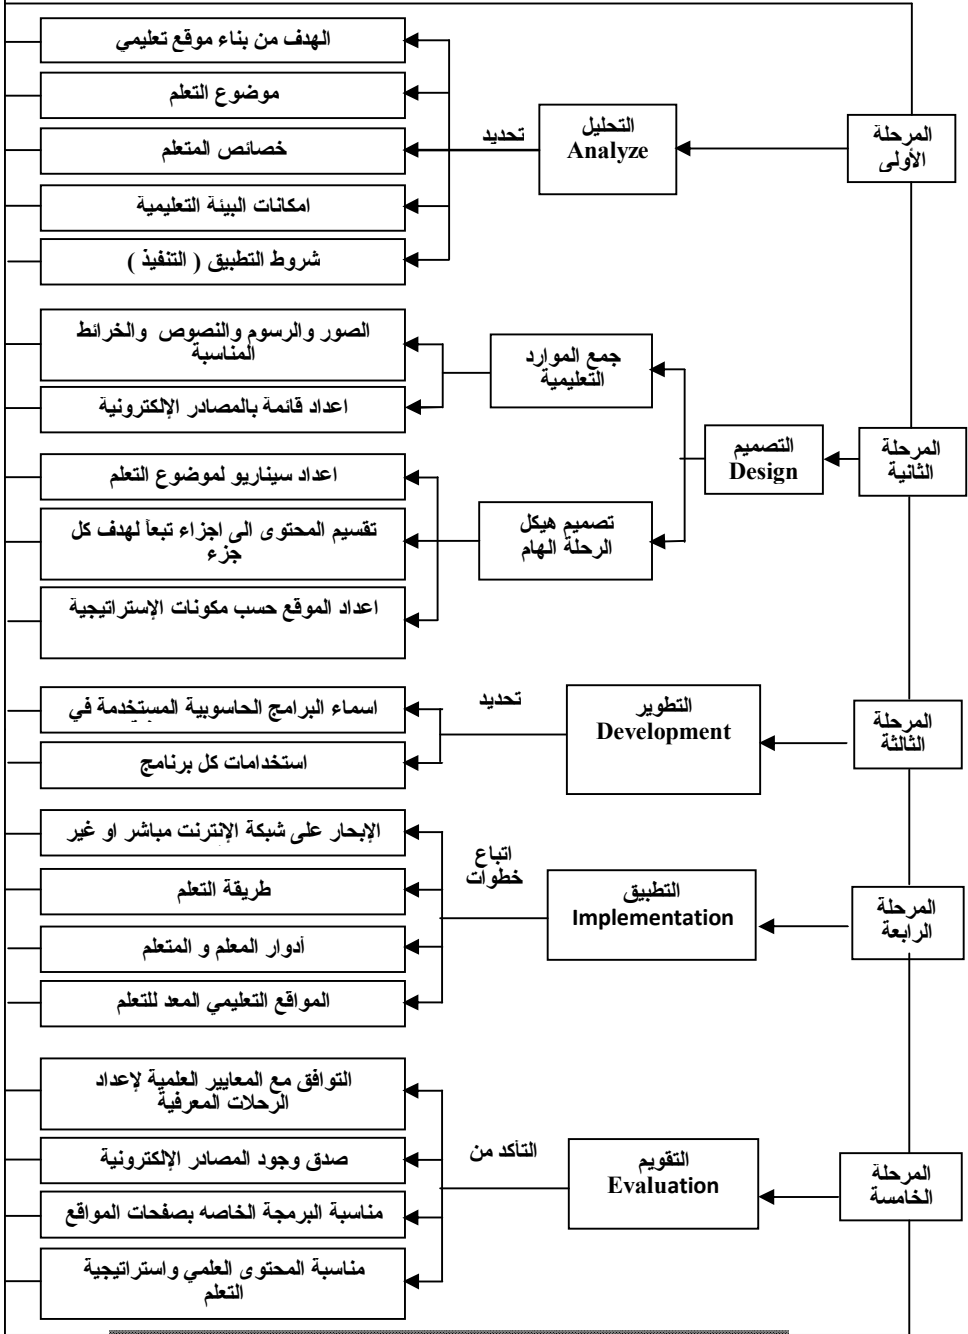 المرحلة
الأولى
التحليل
Analyze
تحديد
الهدف من بناء موقع تعليمي
موضوع التعلم
خصائص المتعلم
امكانات البيئة التعليمية
شروط التطبيق ( التنفيذ )
المرحلة
الثانية
التصميم
Design
جمع الموارد
التعليمية
الصور والرسوم والنصوص والخرائط
المناسبة
اعداد قائمة بالمصادر الإلكترونية
تصميم هيكل
الرحلة الهام
اعداد سيناريو لموضوع التعلم
تقسيم المحتوى الى اجزاء تبعاً لهدف كل
جزء
اعداد الموقع حسب مكونات الإستراتيجية
المرحلة
الثالثة
التطوير
Development
تحديد
اسماء البرامج الحاسوبية المستخدمة في
استخدامات كل برنامج
المرحلة
الرابعة
التطبيق
Implementation
اتباع
خطوات
الإبحار على شبكة الإنترنت مباشر او غير
طريقة التعلم
أدوار المعلم و المتعلم
المواقع التعليمي المعد للتعلم
المرحلة
الخامسة
التقويم
Evaluation
التأكد من
التوافق مع المعايير العلمية لإعداد
الرحلات المعرفية
صدق وجود المصادر الإلكترونية
مناسبة البرمجة الخاصه بصفحات المواقع
مناسبة المحتوى العلمي واستراتيجية
التعلم